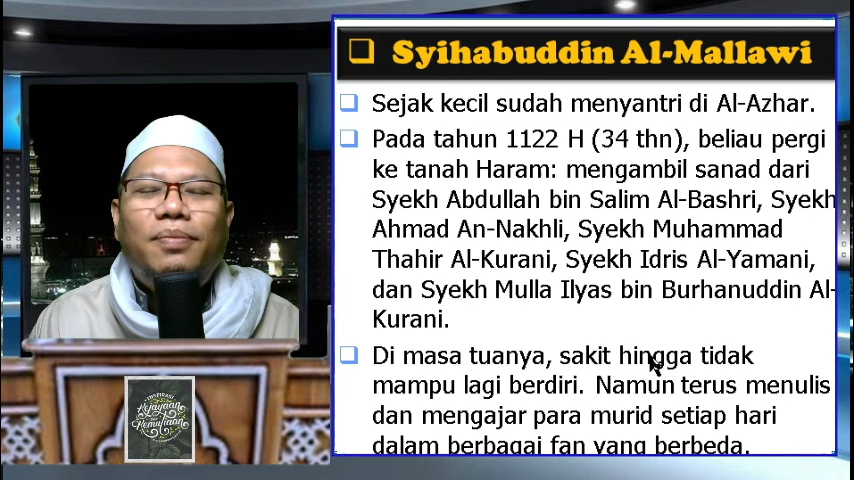 Syihabuddin Al-Mallawi
Sejak kecil sudah menyantri di Al-Azhar.
Pada tahun 1122 H (34 thn), beliau pergi
ke tanah Haram: mengambil sanad dari
Syekh Abdullah bin Salim Al-Bashri, Syekh
Ahmad An-Nakhli, Syekh Muhammad
Thahir Al-Kurani, Syekh Idris Al-Yamani,
dan Syekh Mulla Ilyas bin Burhanuddin Al-
Kurani.
Di masa tuanya, sakit hingga tidak
mampu lagi berdiri. Namun terus menulis
dan mengajar para murid setiap hari
dalam berbagai fan yang berbeda.
INSPIRASI
Kejayaan
Kemuliaan